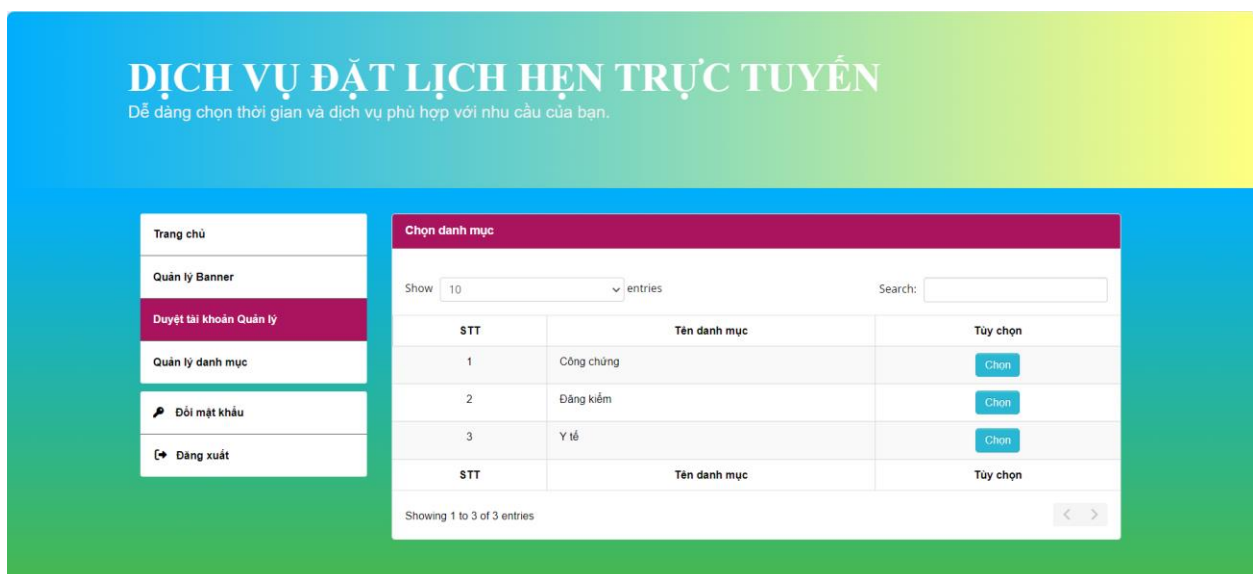 DỊCH VỤ ĐẶT LỊCH HẸN TRỰC TUYẾN
Dễ dàng chọn thời gian và dịch vụ phù hợp với nhu cầu của bạn.
Trang chủ
Quản lý Banner
Duyệt tài khoản Quản lý
Quản lý danh mục
Đổi mật khẩu
Đăng xuất
Chọn danh mục
Show 10 entries Search:
STT Tên danh mục Tùy chọn
1 Công chứng Chọn
2 Đăng kiểm Chọn
3 Y tế Chọn
STT Tên danh mục Tùy chọn
Showing 1 to 3 of 3 entries